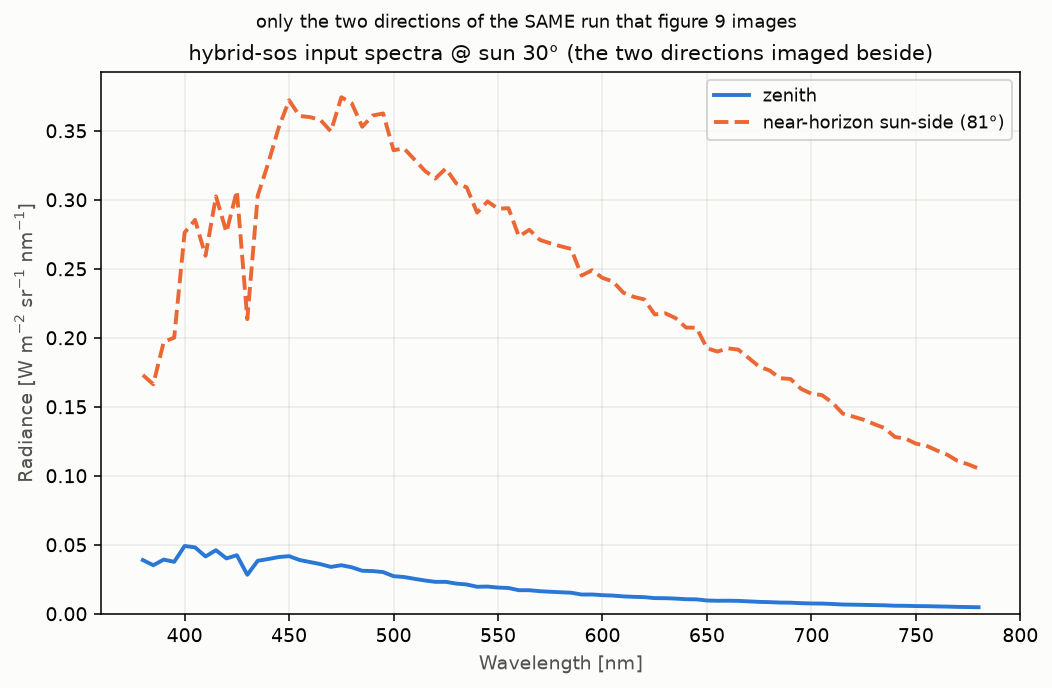 only the two directions of the SAME run that figure 9 images
hybrid-sos input spectra @ sun 30° (the two directions imaged beside)
zenith
near-horizon sun-side (81°)
Radiance [W m⁻² sr⁻¹ nm⁻¹]
0.35
0.30
0.25
0.20
0.15
0.10
0.05
0.00
400 450 500 550 600 650 700 750 800
Wavelength [nm]